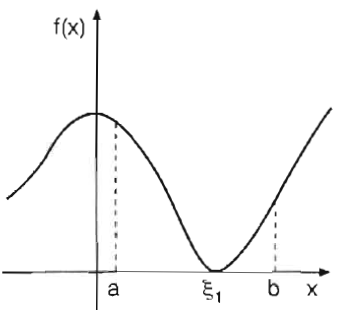 f(x)
a ξ₁ b x